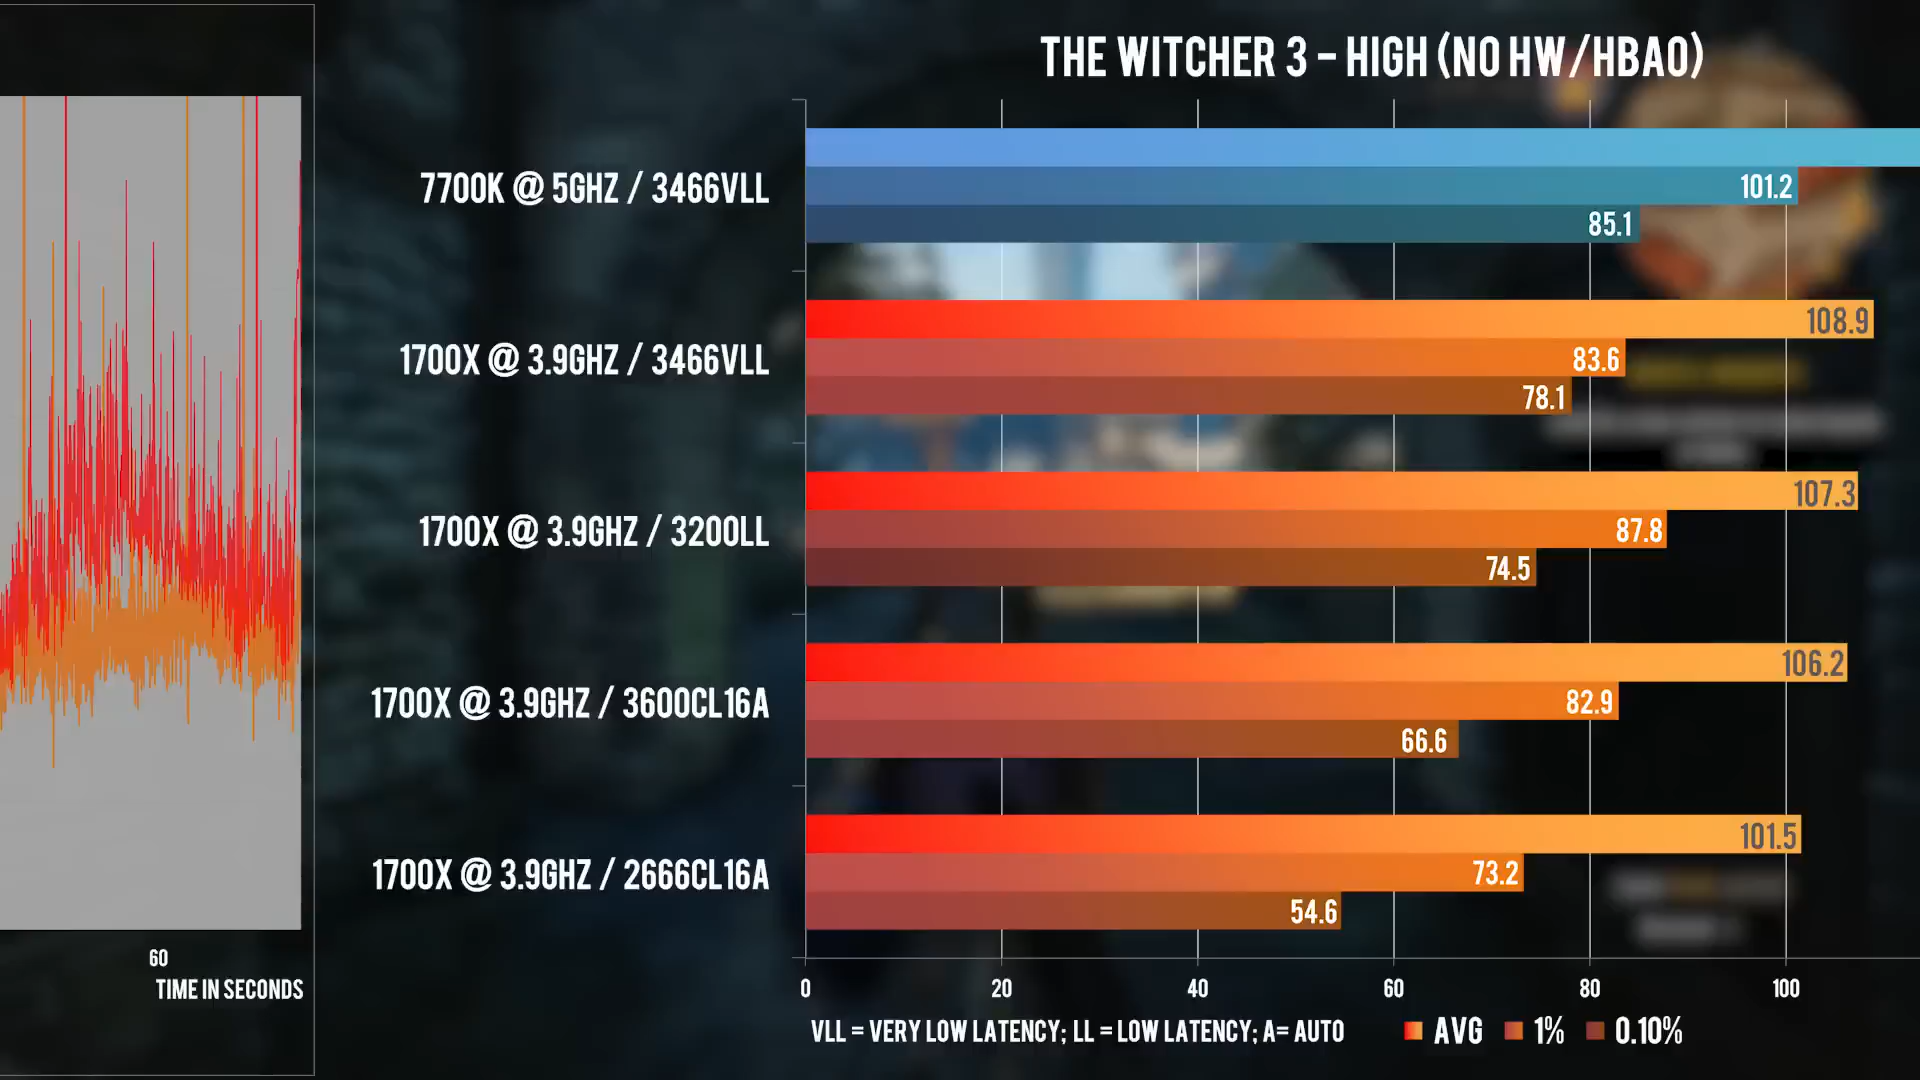 THE WITCHER 3 - HIGH (NO HW/HBAO)
7700K @ 5GHZ / 3466VLL
101.2
85.1
1700X @ 3.9GHZ / 3466VLL
108.9
83.6
78.1
1700X @ 3.9GHZ / 3200LL
107.3
87.8
74.5
1700X @ 3.9GHZ / 3600CL16A
106.2
82.9
66.6
1700X @ 3.9GHZ / 2666CL16A
101.5
73.2
54.6
60
TIME IN SECONDS
0 20 40 60 80 100
VLL = VERY LOW LATENCY; LL = LOW LATENCY; A= AUTO
AVG 1% 0.10%